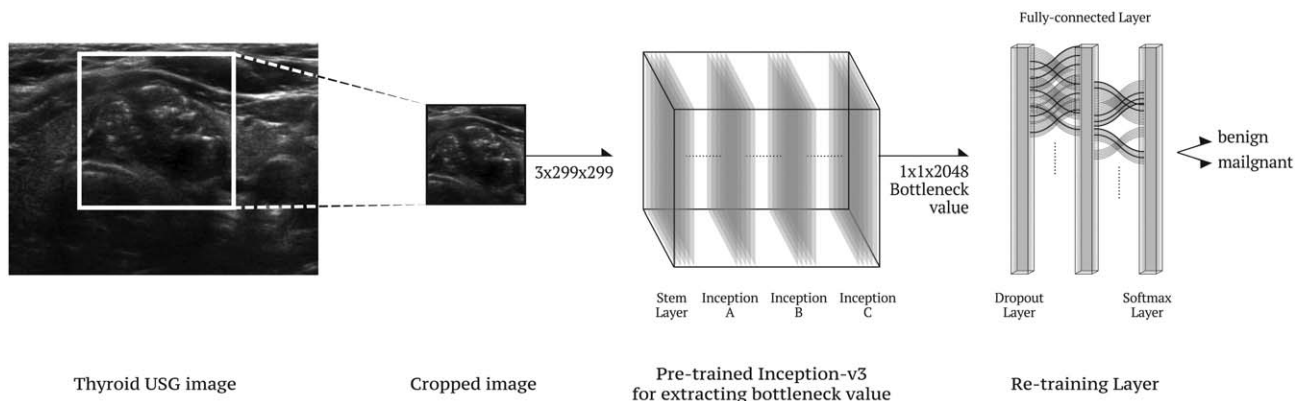 Fully-connected Layer
3x299x299
1x1x2048
Bottleneck
value
benign
mailgnant
Stem
Layer
Inception
A
Inception
B
Inception
C
Dropout
Layer
Softmax
Layer
Thyroid USG image
Cropped image
Pre-trained Inception-v3
for extracting bottleneck value
Re-training Layer